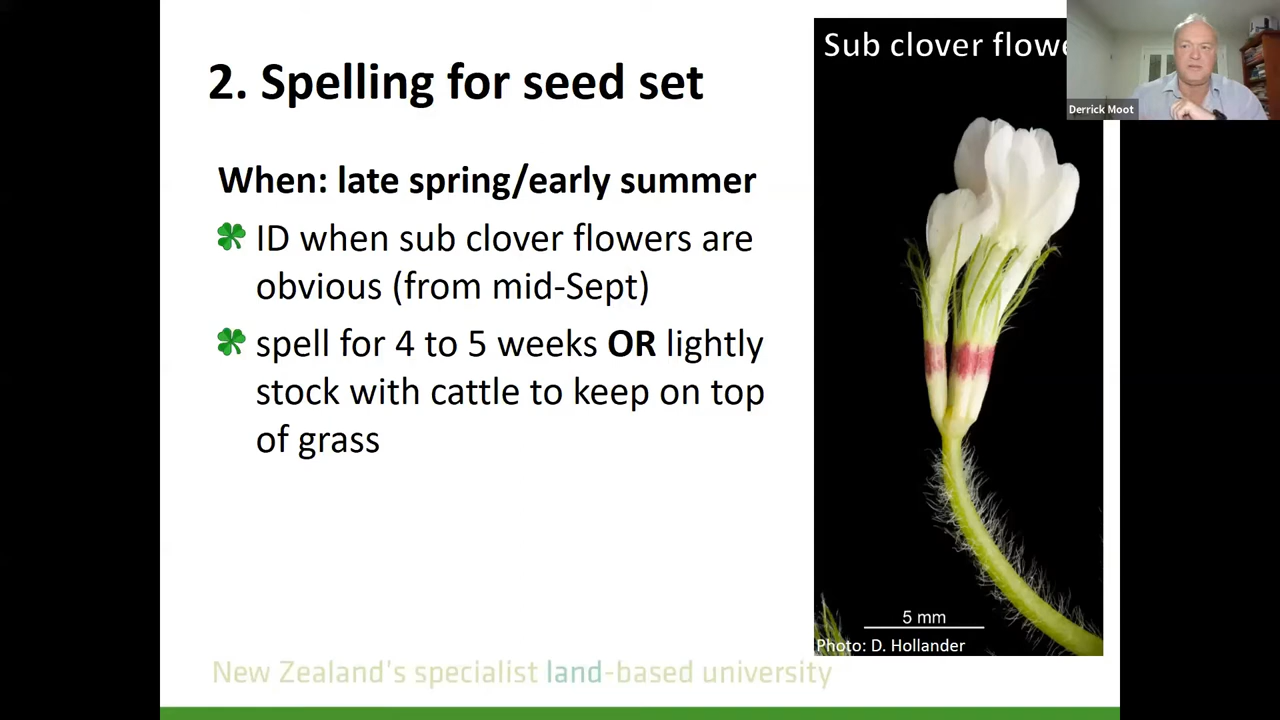 2. Spelling for seed set
When: late spring/early summer
ID when sub clover flowers are
obvious (from mid-Sept)
spell for 4 to 5 weeks OR lightly
stock with cattle to keep on top
of grass
Sub clover flowe
Derrick Moot
5 mm
Photo: D. Hollander
New Zealand's specialist land-based university